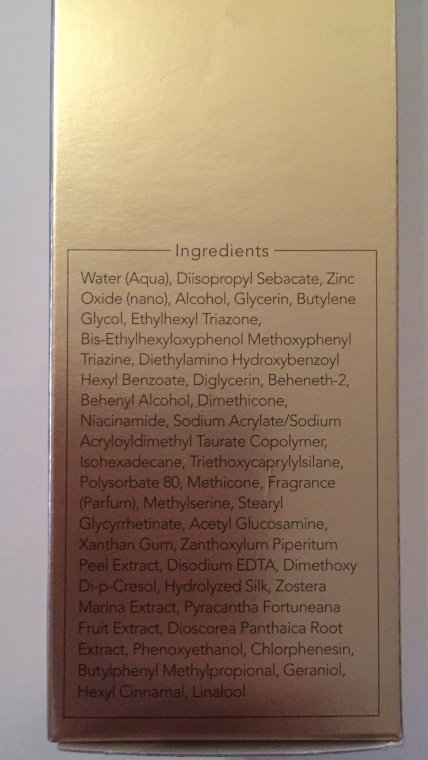 Ingredients
Water (Aqua), Diisopropyl Sebacate, Zinc
Oxide (nano), Alcohol, Glycerin, Butylene
Glycol, Ethylhexyl Triazone,
Bis-Ethylhexyloxyphenol Methoxyphenyl
Triazine, Diethylamino Hydroxybenzoyl
Hexyl Benzoate, Diglycerin, Beheneth-2,
Behenyl Alcohol, Dimethicone,
Niacinamide, Sodium Acrylate/Sodium
Acryloyldimethyl Taurate Copolymer,
Isohexadecane, Triethoxycaprylylsilane,
Polysorbate 80, Methicone, Fragrance
(Parfum), Methylserine, Stearyl
Glycyrrhetinate, Acetyl Glucosamine,
Xanthan Gum, Zanthoxylum Piperitum
Peel Extract, Disodium EDTA, Dimethoxy
Di-p-Cresol, Hydrolyzed Silk, Zostera
Marina Extract, Pyracantha Fortuneana
Fruit Extract, Dioscorea Panthaica Root
Extract, Phenoxyethanol, Chlorphenesin,
Butylphenyl Methylpropional, Geraniol,
Hexyl Cinnamal, Linalool